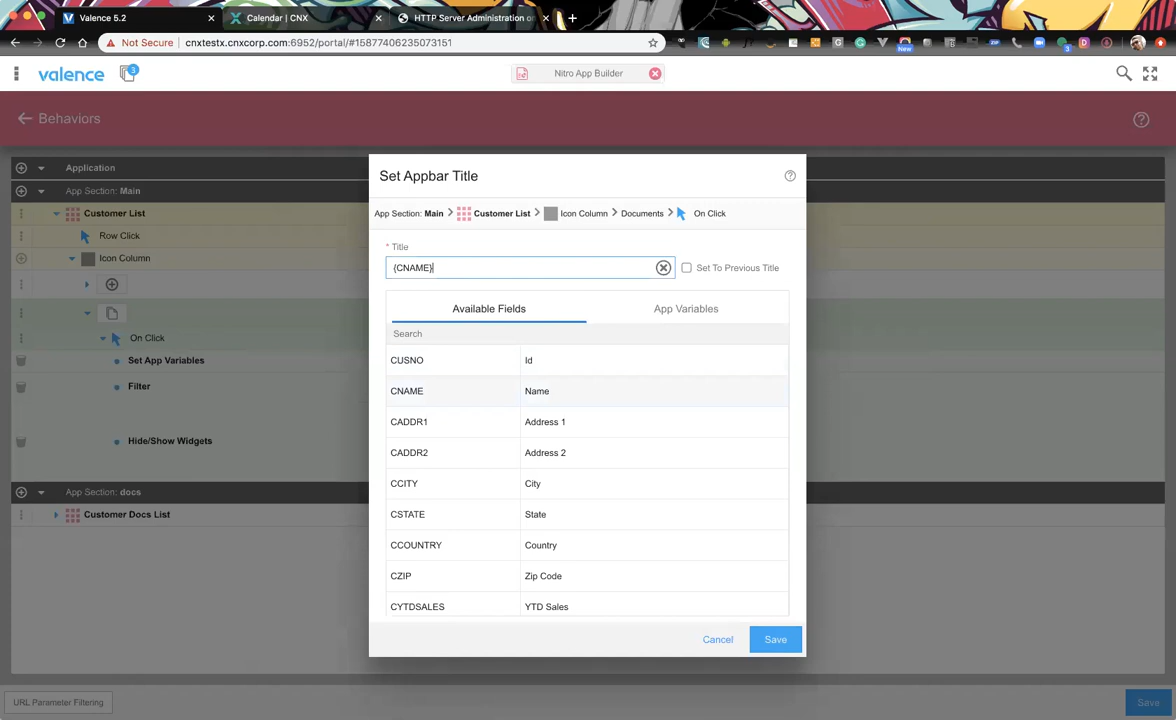 Valence 5.2
Calendar | CNX
HTTP Server Administration on
Not Secure
cnxtestx.cnxcorp.com:6952/portal/#15877406235073151
New
3
valence
3
Nitro App Builder
Behaviors
Application
App Section: Main
Customer List
Row Click
Icon Column
On Click
Set App Variables
Filter
Hide/Show Widgets
App Section: docs
Customer Docs List
Set Appbar Title
App Section: Main > Customer List > Icon Column > Documents > On Click
* Title
{CNAME}
Set To Previous Title
Available Fields
App Variables
Search
CUSNO Id
CNAME Name
CADDR1 Address 1
CADDR2 Address 2
CCITY City
CSTATE State
CCOUNTRY Country
CZIP Zip Code
CYTDSALES YTD Sales
Cancel
Save
URL Parameter Filtering
Save